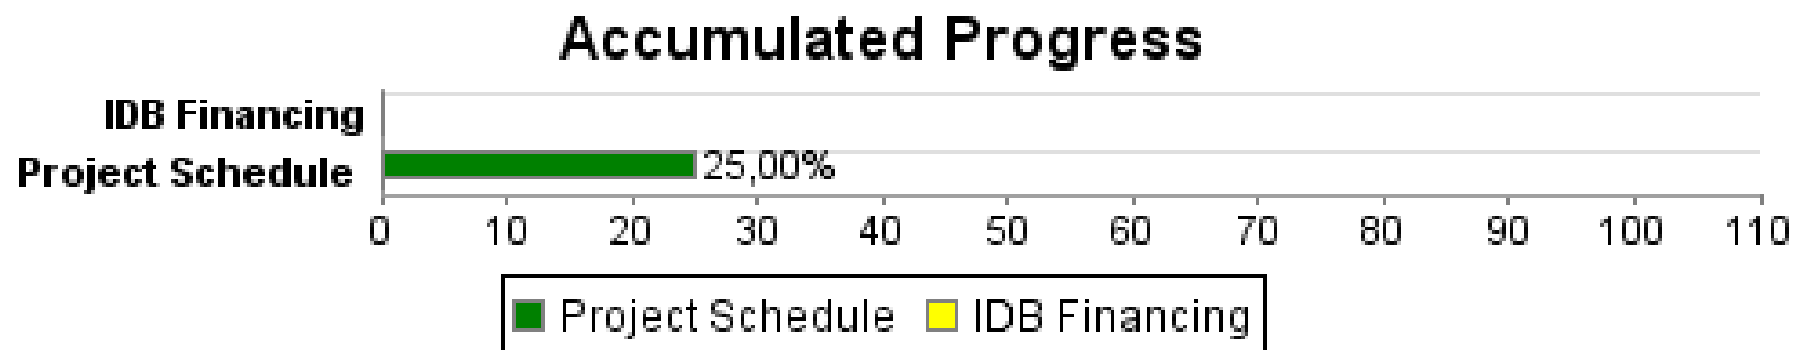 Accumulated Progress
IDB Financing
Project Schedule 25,00%
0 10 20 30 40 50 60 70 80 90 100 110
Project Schedule IDB Financing